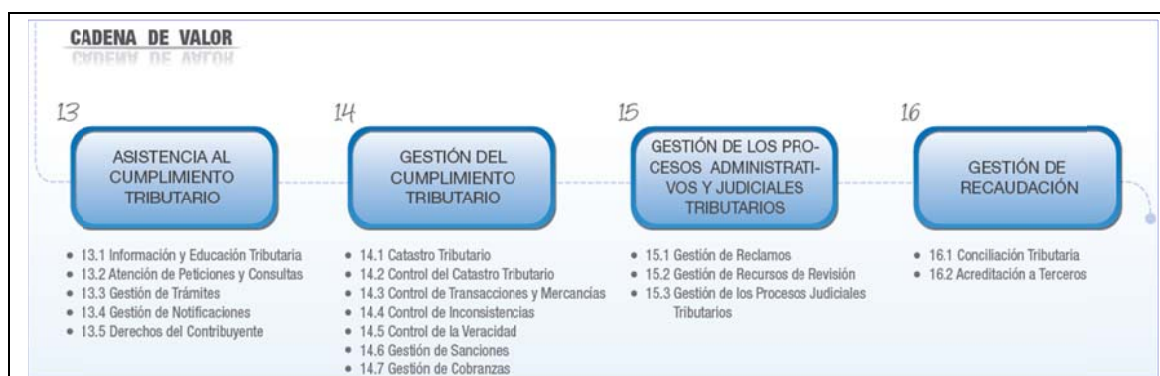 CADENA DE VALOR
13
ASISTENCIA AL
CUMPLIMIENTO
TRIBUTARIO
13.1 Información y Educación Tributaria
13.2 Atención de Peticiones y Consultas
13.3 Gestión de Trámites
13.4 Gestión de Notificaciones
13.5 Derechos del Contribuyente
14
GESTIÓN DEL
CUMPLIMIENTO
TRIBUTARIO
14.1 Catastro Tributario
14.2 Control del Catastro Tributario
14.3 Control de Transacciones y Mercancías
14.4 Control de Inconsistencias
14.5 Control de la Veracidad
14.6 Gestión de Sanciones
14.7 Gestión de Cobranzas
15
GESTIÓN DE LOS PRO-
CESOS ADMINISTRATI-
VOS Y JUDICIALES
TRIBUTARIOS
15.1 Gestión de Reclamos
15.2 Gestión de Recursos de Revisión
15.3 Gestión de los Procesos Judiciales
Tributarios
16
GESTIÓN DE
RECAUDACIÓN
16.1 Conciliación Tributaria
16.2 Acreditación a Terceros